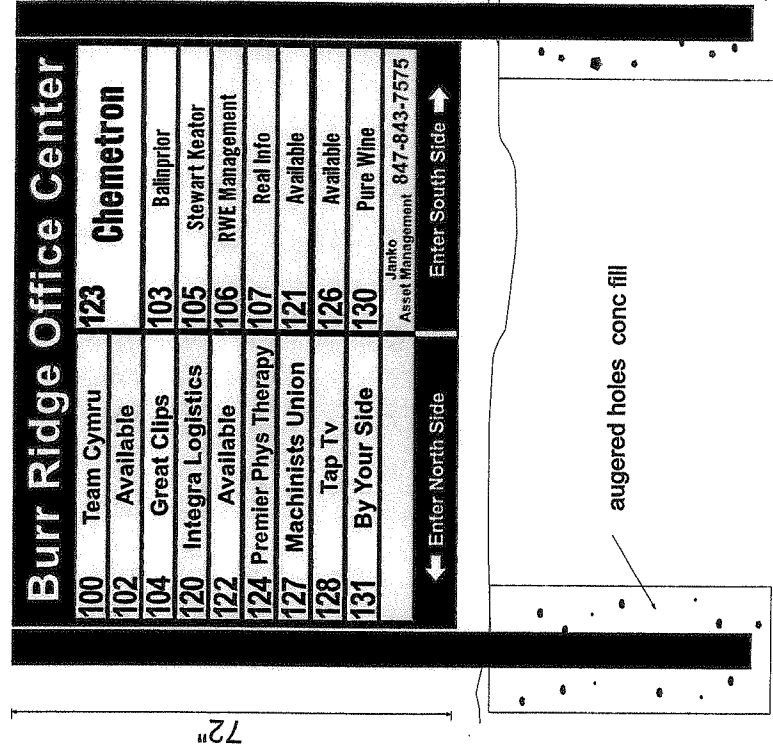 Burr Ridge Office Center
100 Team Cymru
102 Available
104 Great Clips
120 Integra Logistics
122 Available
124 Premier Phys Therapy
127 Machinists Union
128 Tap Tv
131 By Your Side
← Enter North Side
123 Chemetron
103 Balinprior
105 Stewart Keator
106 RWE Management
107 Real Info
121 Available
126 Available
130 Pure Wine
Janko
Asset Management 847-843-7575
Enter South Side →
72"
augered holes conc fill